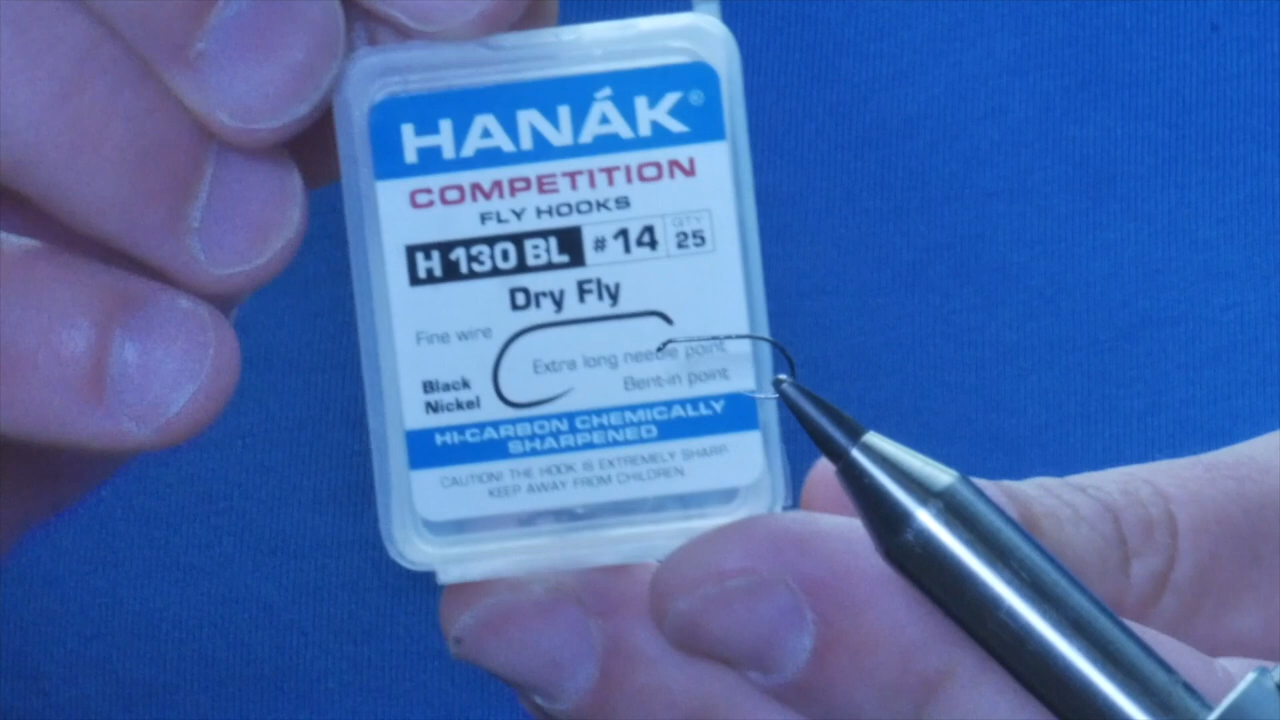 HANÁK®
COMPETITION
FLY HOOKS
H 130 BL #14 QTY 25
Dry Fly
Fine wire
Extra long needle point
Bent-in point
Black
Nickel
HI-CARBON CHEMICALLY
SHARPENED
CAUTION! THE HOOK IS EXTREMELY SHARP.
KEEP AWAY FROM CHILDREN.